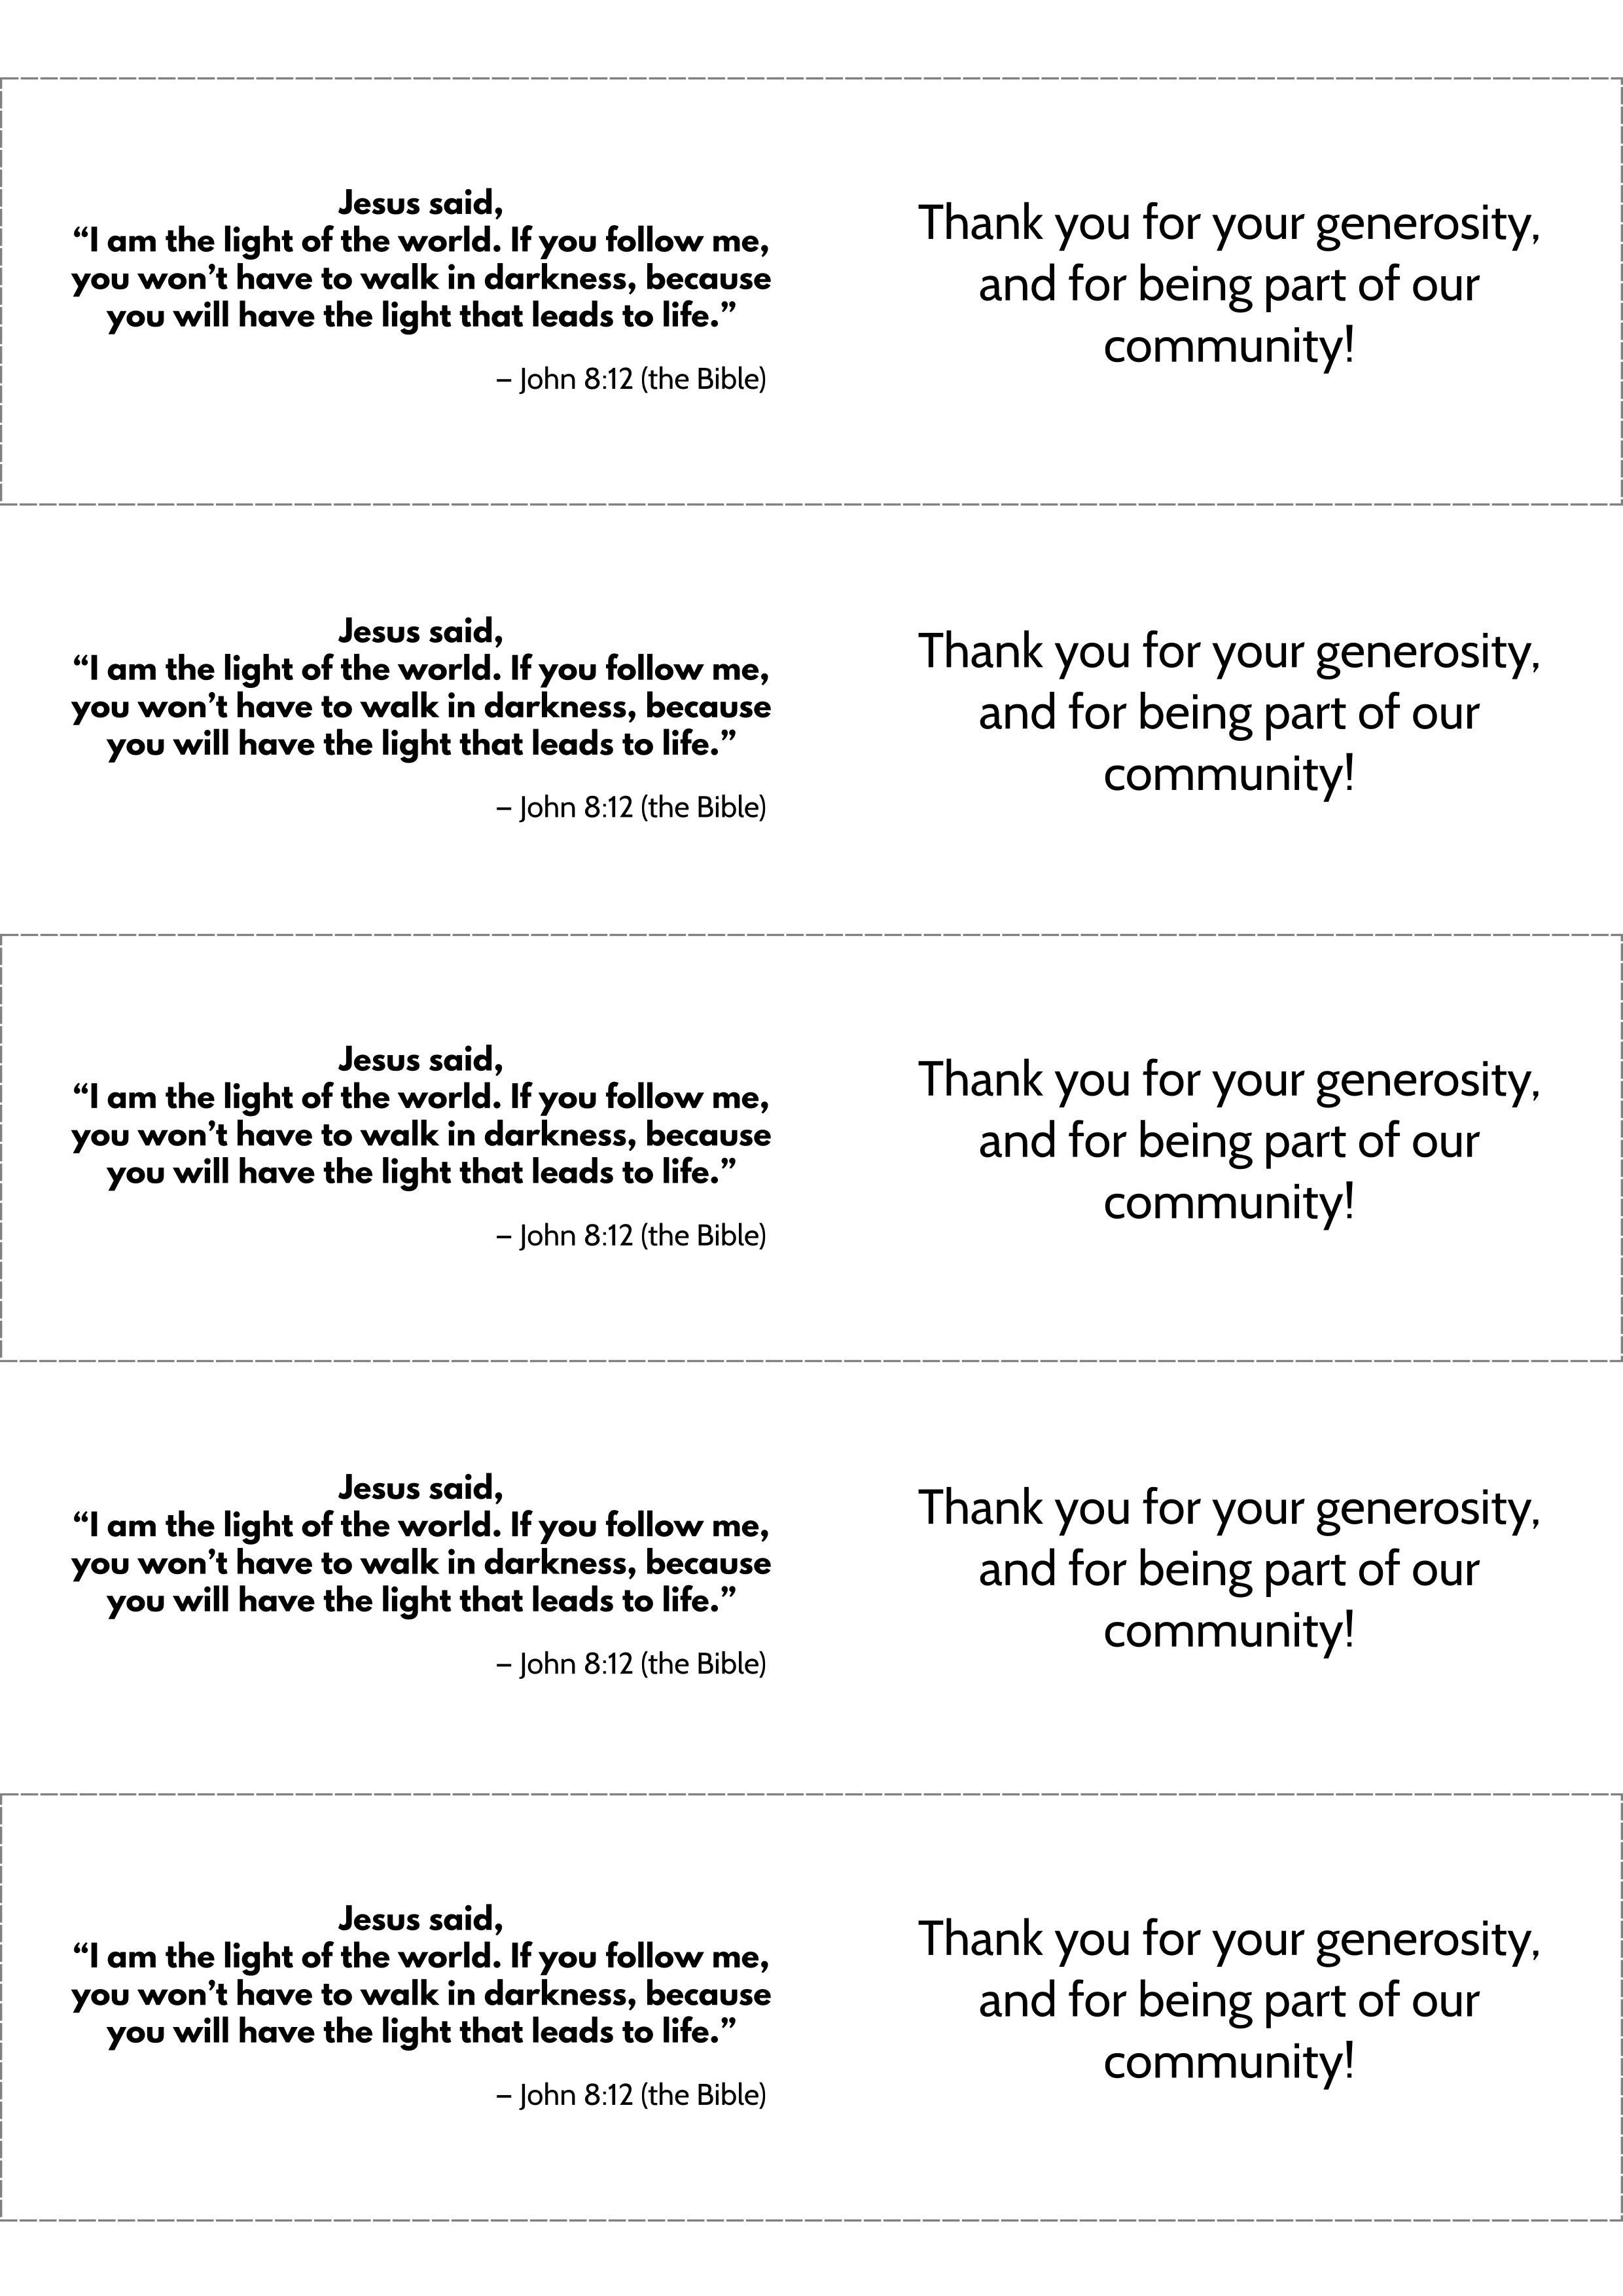 Jesus said,
“I am the light of the world. If you follow me,
you won’t have to walk in darkness, because
you will have the light that leads to life.”
– John 8:12 (the Bible)
Thank you for your generosity,
and for being part of our
community!
Jesus said,
“I am the light of the world. If you follow me,
you won’t have to walk in darkness, because
you will have the light that leads to life.”
– John 8:12 (the Bible)
Thank you for your generosity,
and for being part of our
community!
Jesus said,
“I am the light of the world. If you follow me,
you won’t have to walk in darkness, because
you will have the light that leads to life.”
– John 8:12 (the Bible)
Thank you for your generosity,
and for being part of our
community!
Jesus said,
“I am the light of the world. If you follow me,
you won’t have to walk in darkness, because
you will have the light that leads to life.”
– John 8:12 (the Bible)
Thank you for your generosity,
and for being part of our
community!
Jesus said,
“I am the light of the world. If you follow me,
you won’t have to walk in darkness, because
you will have the light that leads to life.”
– John 8:12 (the Bible)
Thank you for your generosity,
and for being part of our
community!